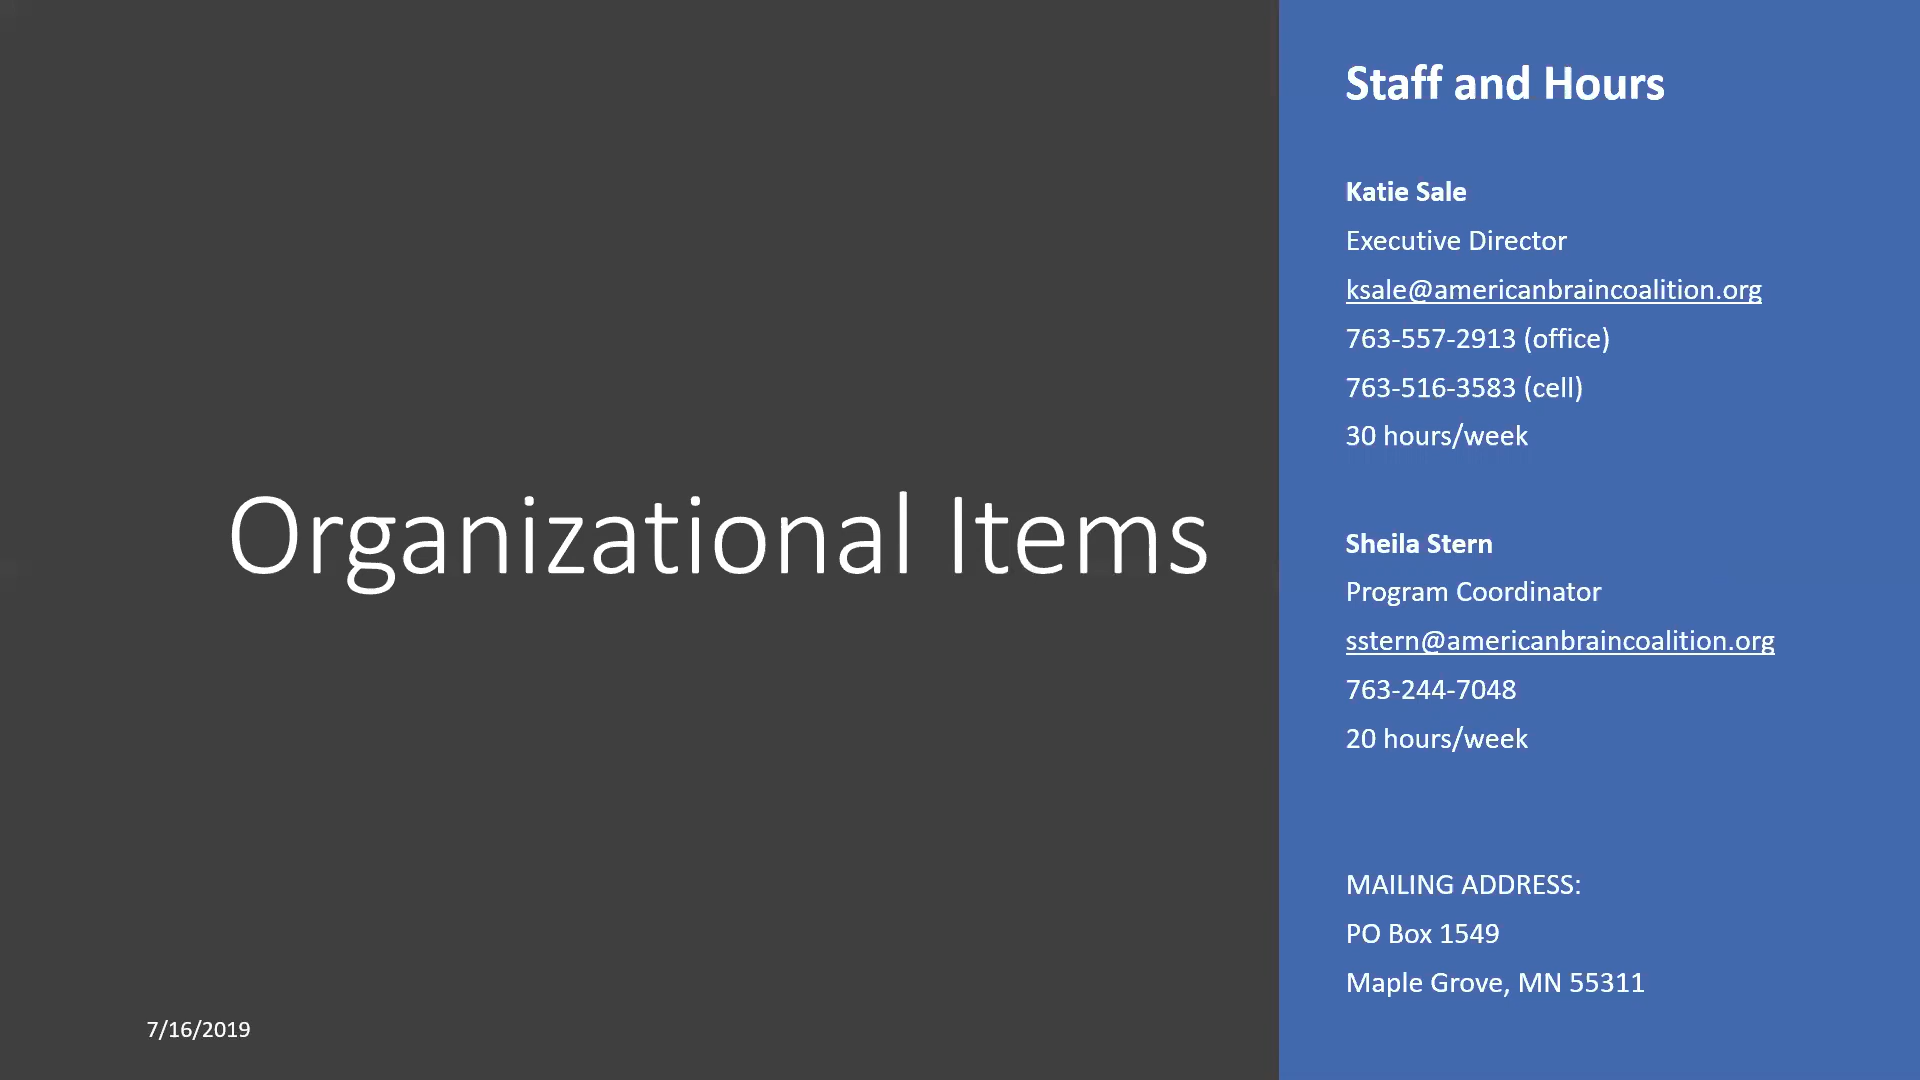 Organizational Items
7/16/2019
Staff and Hours
Katie Sale
Executive Director
ksale@americanbraincoalition.org
763-557-2913 (office)
763-516-3583 (cell)
30 hours/week
Sheila Stern
Program Coordinator
sstern@americanbraincoalition.org
763-244-7048
20 hours/week
MAILING ADDRESS:
PO Box 1549
Maple Grove, MN 55311